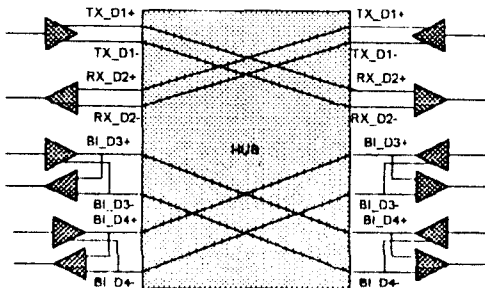 TX_D1+ TX_D1+
TX_D1- TX_D1-
RX_D2+ RX_D2+
RX_D2- RX_D2-
BI_D3+ BI_D3+
HUB
BI_D3- BI_D3-
BI_D4+ BI_D4+
BI_D4- BI_D4-